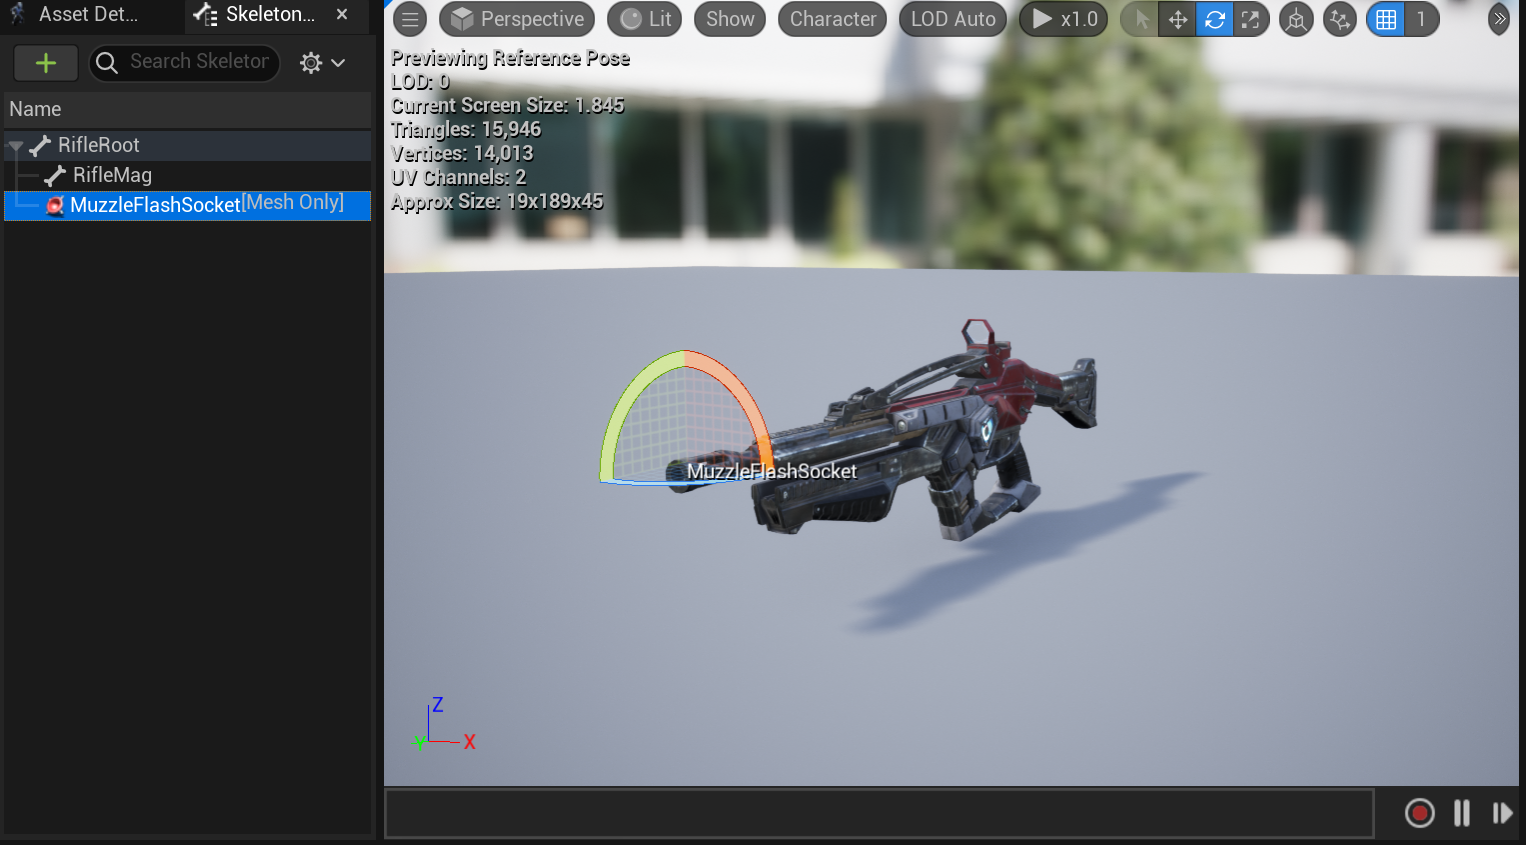 Asset Det...
Skeleton...
Search Skeletor
Name
RifleRoot
RifleMag
MuzzleFlashSocket[Mesh Only]
Perspective
Lit
Show
Character
LOD Auto
x1.0
1
Previewing Reference Pose
LOD: 0
Current Screen Size: 1.845
Triangles: 15,946
Vertices: 14,013
UV Channels: 2
Approx Size: 19x189x45
MuzzleFlashSocket
Z
Y
X